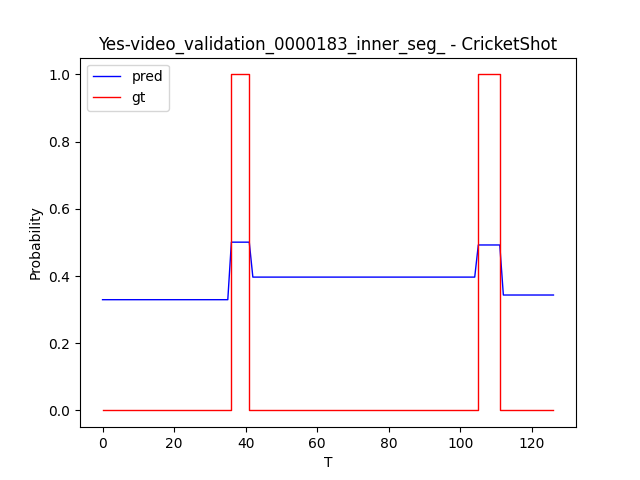 Yes-video_validation_0000183_inner_seg_ - CricketShot
pred
gt
1.0
0.8
0.6
0.4
0.2
0.0
Probability
0 20 40 60 80 100 120
T